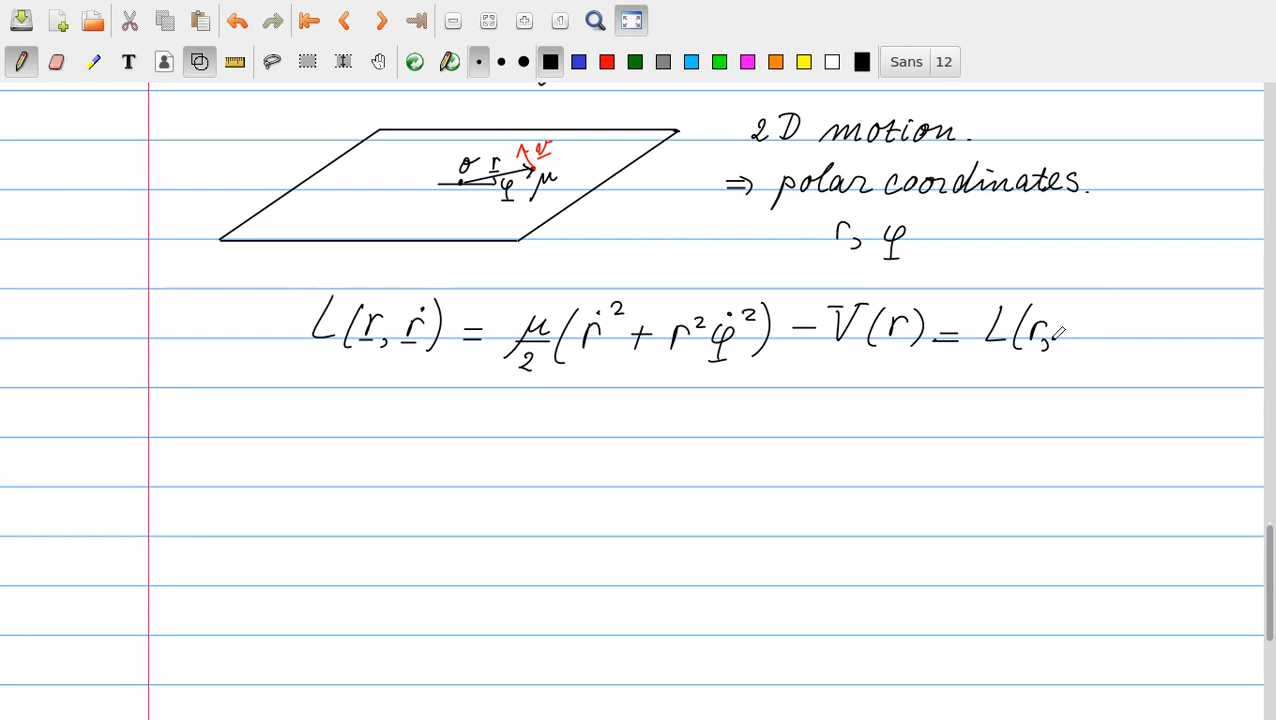 Sans 12
2D motion.
O r v
φ μ
⇒ polar coordinates.
r, φ
L(r, ṙ) = μ/2 (ṙ² + r²φ̇²) − V(r) = L(r,